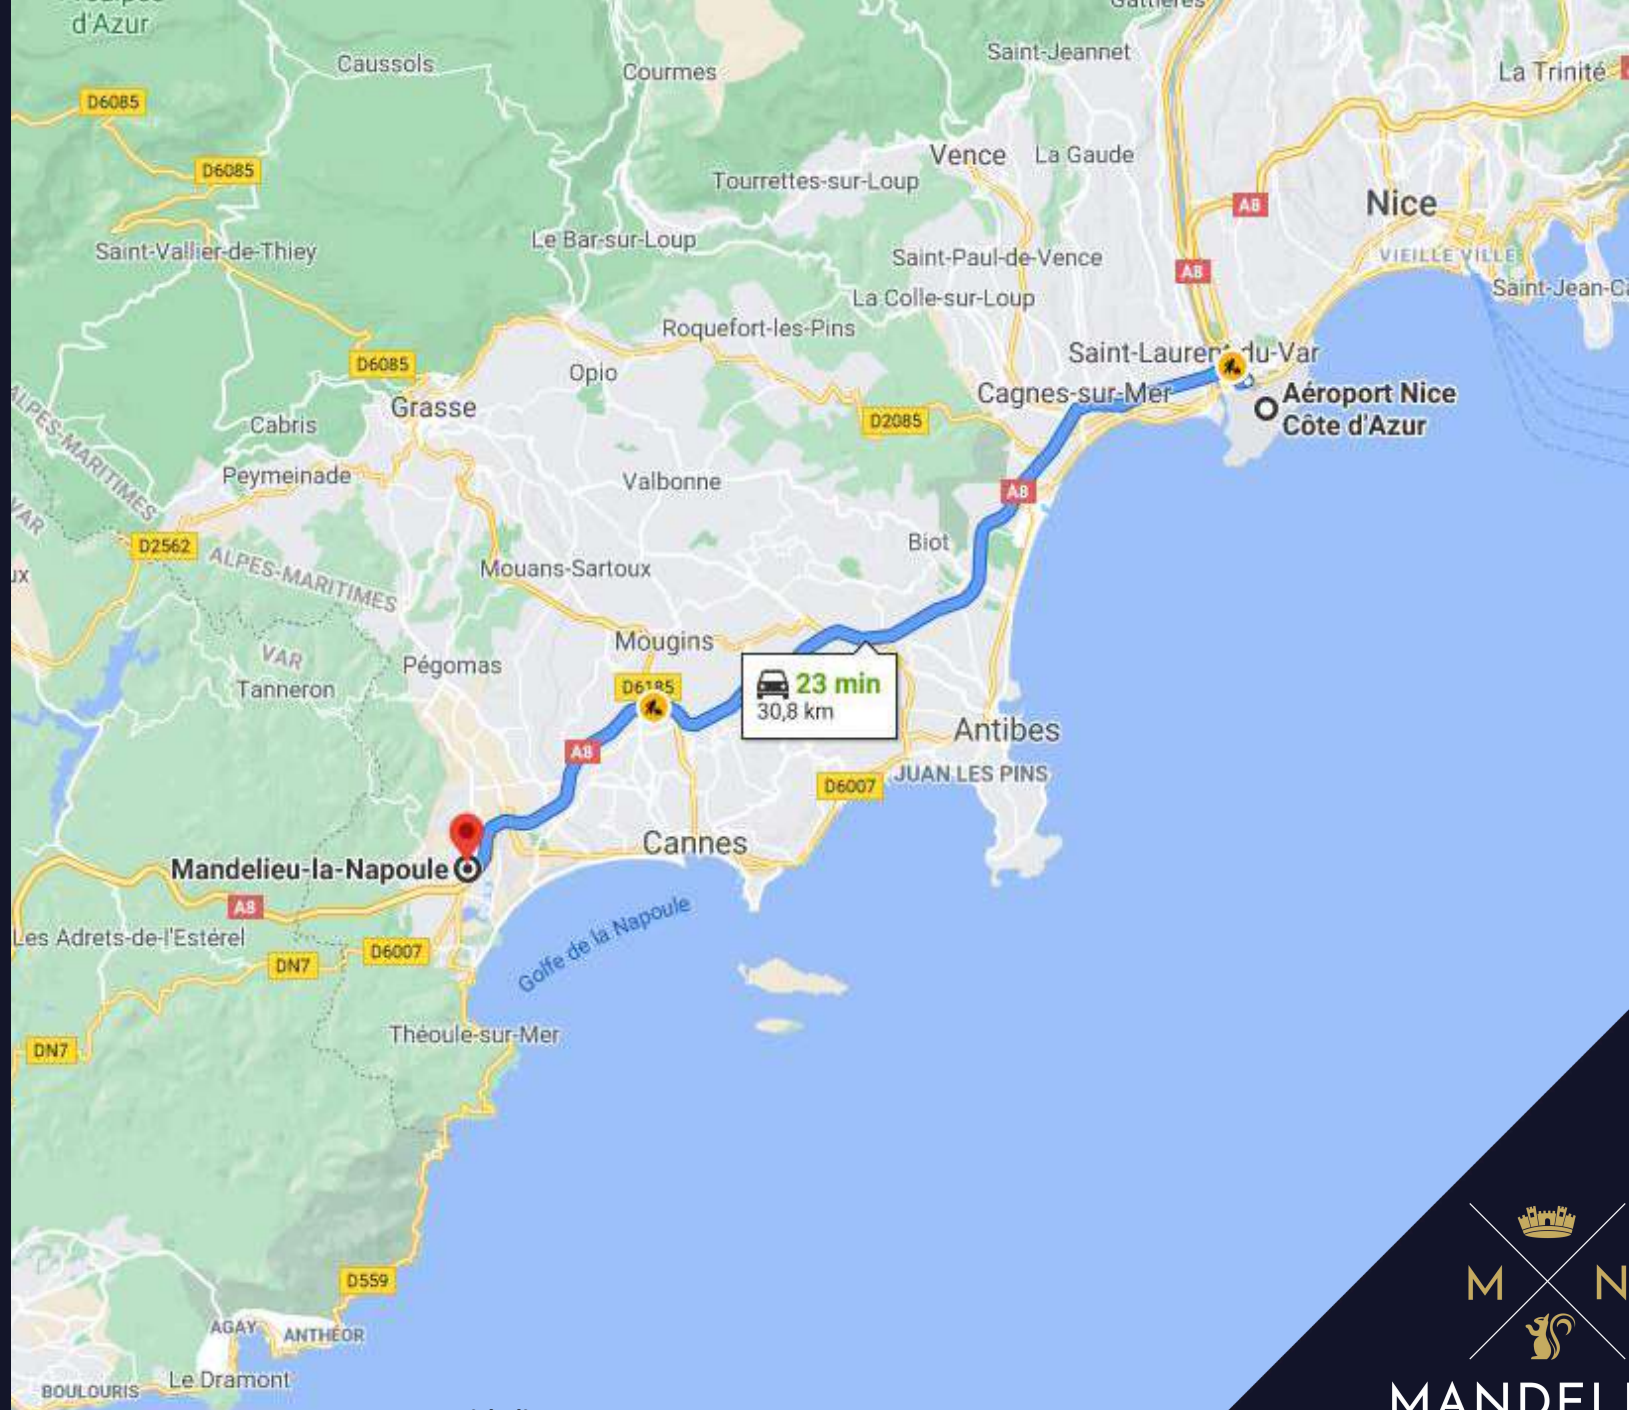 d'Azur
Caussols
Courmes
Saint-Jeannet
La Trinité
D6085
D6085
Vence
La Gaude
Tourrettes-sur-Loup
A8
Nice
Saint-Vallier-de-Thiey
Le Bar-sur-Loup
Saint-Paul-de-Vence
A8
VIEILLE VILLE
La Colle-sur-Loup
Roquefort-les-Pins
Saint-Laurent-du-Var
D6085
Opio
Cagnes-sur-Mer
Aéroport Nice
Côte d'Azur
Grasse
Cabris
D2085
ALPES-MARITIMES
VAR
Peymeinade
Valbonne
A8
D2562
ALPES-MARITIMES
Biot
Mouans-Sartoux
Mougins
VAR
Pégomas
Tanneron
D6185
23 min
30,8 km
Antibes
A8
JUAN LES PINS
D6007
Cannes
Mandelieu-la-Napoule
A8
Les Adrets-de-l'Estérel
D6007
DN7
Golfe de la Napoule
Théoule-sur-Mer
DN7
D559
AGAY
ANTHÉOR
Le Dramont
BOULOURIS
M N